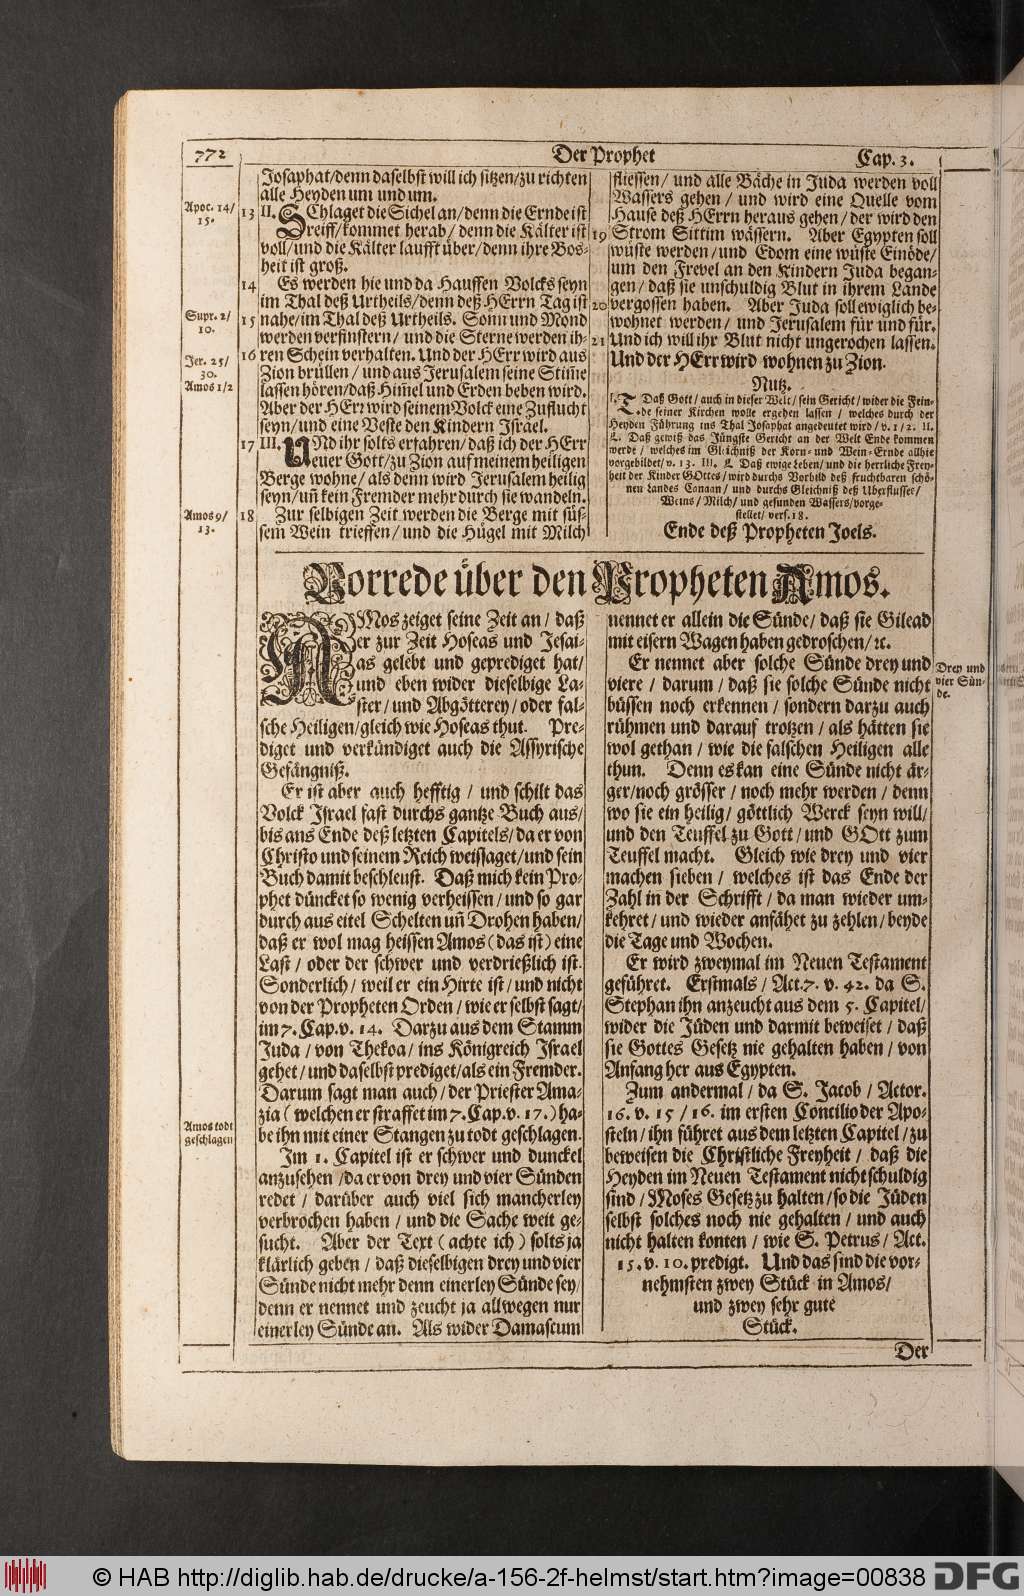 772
Der Prophet
Cap. 3.
Josaphat/denn daselbst will ich sitzen/zu richten
alle Heyden um und um.
Apoc. 14/
15.
13 II. SChlaget die Sichel an/denn die Ernde ist
reiff/kommet herab/denn die Kälter ist
voll/und die Kälter laufft über/denn ihre Bos-
heit ist groß.
14 Es werden hie und da Hauffen Volcks seyn
im Thal deß Urtheils/denn deß HErrn Tag ist
Supr. 2/
10.
15 nahe/im Thal deß Urtheils. Sonn und Mond
werden verfinstern/ und die Sterne werden ih-
Jer. 25/
30.
Amos 1/2
16 ren Schein verhalten. Und der HErr wird aus
Zion brüllen / und aus Jerusalem seine Stim̃e
lassen hören/daß Him̃el und Erden beben wird.
Aber der HErr wird seinem Volck eine Zuflucht
seyn/und eine Veste den Kindern Israel.
17 III. UNd ihr solts erfahren/ daß ich der HErr
euer Gott/zu Zion auf meinem heiligen
Berge wohne/als denn wird Jerusalem heilig
seyn/uñ kein Fremder mehr durch sie wandeln.
Amos 9/
13.
18 Zur selbigen Zeit werden die Berge mit süs-
sem Wein trieffen/und die Hügel mit Milch
fliessen/ und alle Bäche in Juda werden voll
Wassers gehen / und wird eine Quelle vom
Hause deß HErrn heraus gehen/der wird den
19 Strom Sittim wässern. Aber Egypten soll
wüste werden/und Edom eine wüste Einöde/
um den Frevel an den Kindern Juda began-
gen/ daß sie unschuldig Blut in ihrem Lande
20 vergossen haben. Aber Juda soll ewiglich be-
wohnet werden/ und Jerusalem für und für.
21 Und ich will ihr Blut nicht ungerochen lassen.
Und der HErr wird wohnen zu Zion.
Nutz.
I. L. Daß Gott/ auch in dieser Welt/ sein Gericht/ wider die Fein-
de seiner Kirchen wolle ergehen lassen / welches durch der
Heyden Führung ins Thal Josaphat angedeutet wird/ v. 1/2. II.
L. Daß gewiß das Jüngste Gericht an der Welt Ende kommen
werde / welches im Gleichniß der Korn- und Wein-Ernde allhie
vorgebildet/ v. 13. III. L. Daß ewige Leben/ und die herrliche Frey-
heit der Kinder GOttes/ wird durchs Vorbild deß fruchtbaren schö-
nen Landes Canaan/ und durchs Gleichniß deß Uberflusses/
Weins/ Milch/ und gesunden Wassers/vorge-
stellet/ vers. 18.
Ende deß Propheten Joels.
Vorrede über den Propheten Amos.
AMos zeiget seine Zeit an / daß
er zur Zeit Hoseas und Jesai-
as gelebt und geprediget hat/
und eben wider dieselbige La-
ster/und Abgötterey/oder fal-
sche Heiligen/gleich wie Hoseas thut. Pre-
diget und verkündiget auch die Assyrische
Gefängniß.
Er ist aber auch hefftig / und schilt das
Volck Israel fast durchs gantze Buch aus/
bis ans Ende deß letzten Capitels/da er von
Christo und seinem Reich weissaget/und sein
Buch damit beschleust. Daß mich kein Pro-
phet düncket so wenig verheissen/und so gar
durch aus eitel Schelten uñ Drohen haben/
daß er wol mag heissen Amos (das ist) eine
Last / oder der schwer und verdrießlich ist.
Sonderlich/ weil er ein Hirte ist/ und nicht
von der Propheten Orden/ wie er selbst sagt/
im 7. Cap. v. 14. Darzu aus dem Stamm
Juda / von Thekoa/ ins Königreich Israel
gehet/und daselbst prediget/als ein Fremder.
Darum sagt man auch/der Priester Ama-
zia (welchen er straffet im 7. Cap. v. 17.) ha-
Amos todt
geschlagen
be ihn mit einer Stangen zu todt geschlagen.
Im 1. Capitel ist er schwer und dunckel
anzusehen/da er von drey und vier Sünden
redet / darüber auch viel sich mancherley
verbrochen haben / und die Sache weit ge-
sucht. Aber der Text (achte ich) solts ja
klärlich geben / daß dieselbigen drey und vier
Sünde nicht mehr denn einerley Sünde sey/
denn er nennet und zeucht ja allwegen nur
einerley Sünde an. Als wider Damascum
nennet er allein die Sünde/ daß sie Gilead
mit eisern Wagen haben gedroschen/ꝛc.
Drey und
vier Sün-
de.
Er nennet aber solche Sünde drey und
viere / darum / daß sie solche Sünde nicht
büssen noch erkennen / sondern darzu auch
rühmen und darauf trotzen/ als hätten sie
wol gethan / wie die falschen Heiligen alle
thun. Denn es kan eine Sünde nicht är-
ger/noch grösser / noch mehr werden / denn
wo sie ein heilig/ göttlich Werck seyn will/
und den Teuffel zu Gott/ und GOtt zum
Teuffel macht. Gleich wie drey und vier
machen sieben / welches ist das Ende der
Zahl in der Schrifft / da man wieder um-
kehret/ und wieder anfähet zu zehlen/ beyde
die Tage und Wochen.
Er wird zweymal im Neuen Testament
geführet. Erstmals / Act. 7. v. 42. da S.
Stephan ihn anzeucht aus dem 5. Capitel/
wider die Jüden und darmit beweiset / daß
sie Gottes Gesetz nie gehalten haben / von
Anfang her aus Egypten.
Zum andermal / da S. Jacob / Actor.
16. v. 15 / 16. im ersten Concilio der Apo-
steln/ ihn führet aus dem letzten Capitel / zu
beweisen die Christliche Freyheit / daß die
Heyden im Neuen Testament nicht schuldig
sind / Moses Gesetz zu halten/so die Jüden
selbst solches noch nie gehalten / und auch
nicht halten konten / wie S. Petrus / Act.
15. v. 10. predigt. Und das sind die vor-
nehmsten zwey Stück in Amos/
und zwey sehr gute
Stück.
Der
© HAB http://diglib.hab.de/drucke/a-156-2f-helmst/start.htm?image=00838
DFG